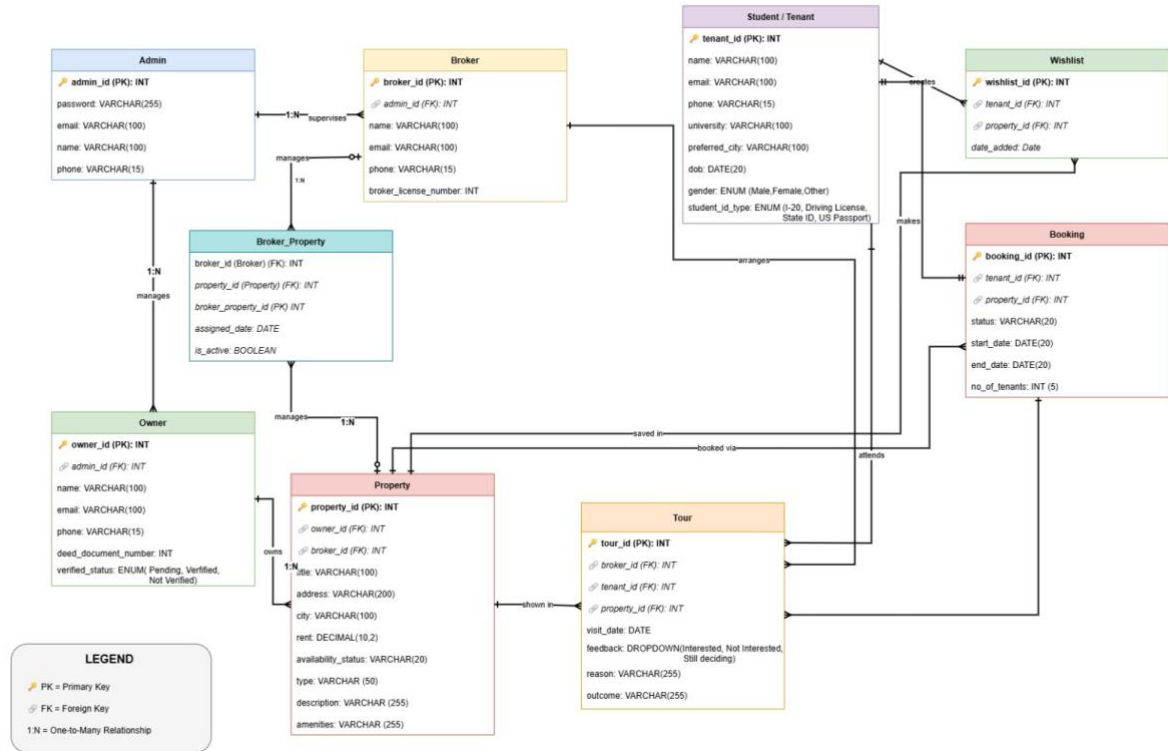 Student / Tenant
🔑 tenant_id (PK): INT
name: VARCHAR(100)
email: VARCHAR(100)
phone: VARCHAR(15)
university: VARCHAR(100)
preferred_city: VARCHAR(100)
dob: DATE(20)
gender: ENUM (Male,Female,Other)
student_id_type: ENUM (I-20, Driving License,
State ID, US Passport)
Admin
🔑 admin_id (PK): INT
password: VARCHAR(255)
email: VARCHAR(100)
name: VARCHAR(100)
phone: VARCHAR(15)
1:N
supervises
Broker
🔑 broker_id (PK): INT
🔗 admin_id (FK): INT
name: VARCHAR(100)
email: VARCHAR(100)
phone: VARCHAR(15)
broker_license_number: INT
creates
Wishlist
🔑 wishlist_id (PK): INT
🔗 tenant_id (FK): INT
🔗 property_id (FK): INT
date_added: Date
manages
1:N
makes
Broker_Property
broker_id (Broker) (FK): INT
property_id (Property) (FK): INT
broker_property_id (PK) INT
assigned_date: DATE
is_active: BOOLEAN
1:N
manages
arranges
Booking
🔑 booking_id (PK): INT
🔗 tenant_id (FK): INT
🔗 property_id (FK): INT
status: VARCHAR(20)
start_date: DATE(20)
end_date: DATE(20)
no_of_tenants: INT (5)
manages
1:N
saved in
booked via
attends
Owner
🔑 owner_id (PK): INT
🔗 admin_id (FK): INT
name: VARCHAR(100)
email: VARCHAR(100)
phone: VARCHAR(15)
deed_document_number: INT
verified_status: ENUM( Pending, Verfified,
Not Verified)
owns
1:N
Property
🔑 property_id (PK): INT
🔗 owner_id (FK): INT
🔗 broker_id (FK): INT
title: VARCHAR(100)
address: VARCHAR(200)
city: VARCHAR(100)
rent: DECIMAL(10,2)
availability_status: VARCHAR(20)
type: VARCHAR (50)
description: VARCHAR (255)
amenities: VARCHAR (255)
shown in
Tour
🔑 tour_id (PK): INT
🔗 broker_id (FK): INT
🔗 tenant_id (FK): INT
🔗 property_id (FK): INT
visit_date: DATE
feedback: DROPDOWN(Interested, Not Interested,
Still deciding)
reason: VARCHAR(255)
outcome: VARCHAR(255)
LEGEND
🔑 PK = Primary Key
🔗 FK = Foreign Key
1:N = One-to-Many Relationship